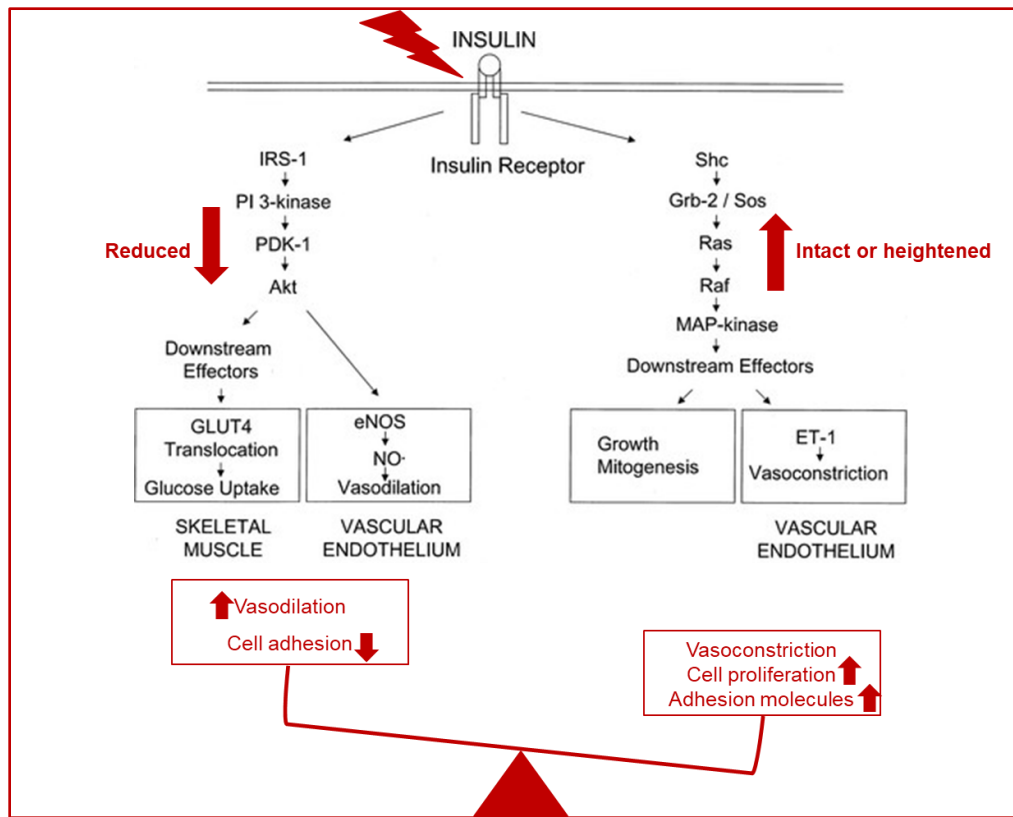 INSULIN
Insulin Receptor
IRS-1
PI 3-kinase
PDK-1
Akt
Reduced
Downstream
Effectors
GLUT4
Translocation
Glucose Uptake
SKELETAL
MUSCLE
eNOS
NO·
Vasodilation
VASCULAR
ENDOTHELIUM
Shc
Grb-2 / Sos
Ras
Raf
MAP-kinase
Intact or heightened
Downstream Effectors
Growth
Mitogenesis
ET-1
Vasoconstriction
VASCULAR
ENDOTHELIUM
Vasodilation
Cell adhesion
Vasoconstriction
Cell proliferation
Adhesion molecules